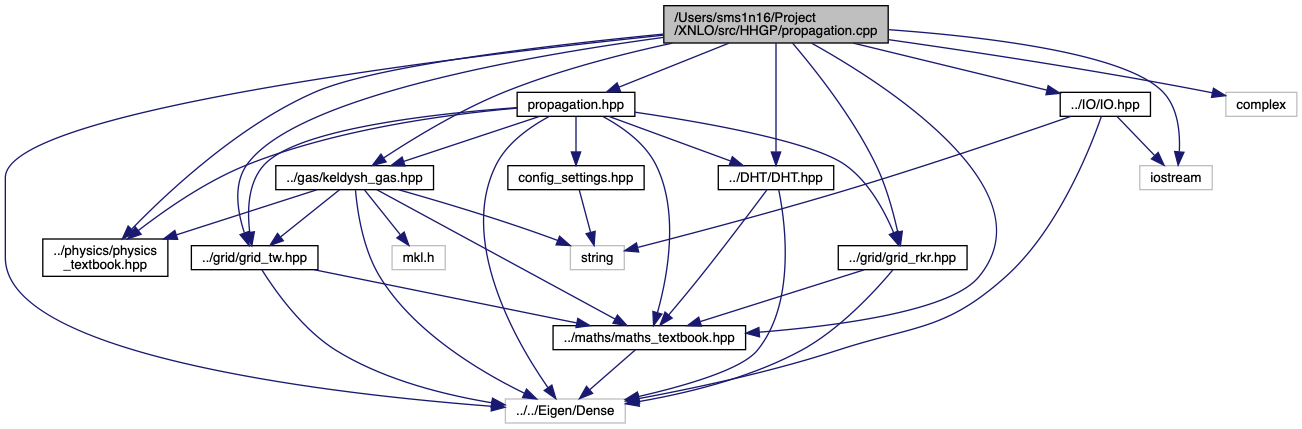 /Users/sms1n16/Project
/XNLO/src/HHGP/propagation.cpp
propagation.hpp
../IO/IO.hpp
complex
../gas/keldysh_gas.hpp
config_settings.hpp
../DHT/DHT.hpp
iostream
../physics/physics
_textbook.hpp
../grid/grid_tw.hpp
mkl.h
string
../grid/grid_rkr.hpp
../maths/maths_textbook.hpp
../../Eigen/Dense